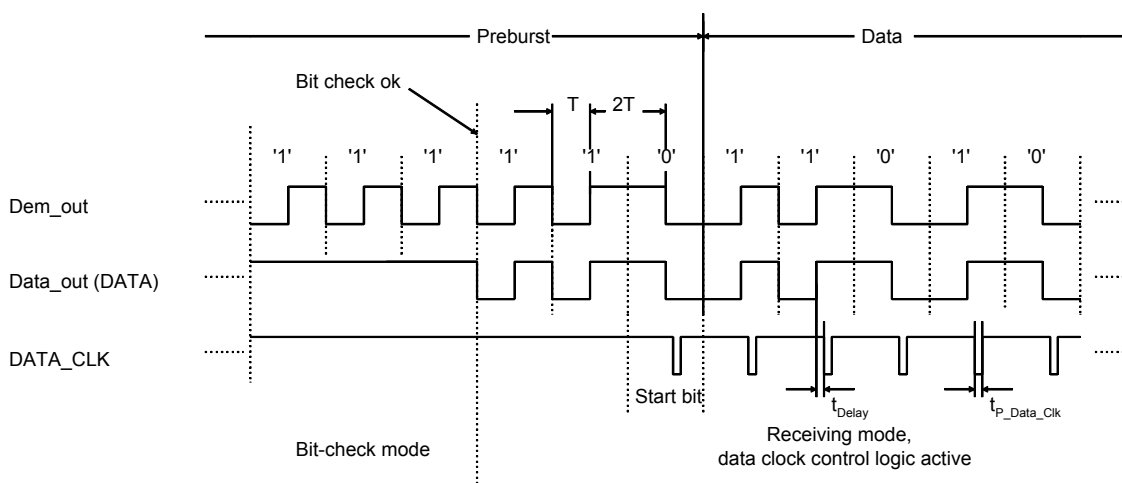 Preburst Data
Bit check ok
T 2T
'1' '1' '1' '1' '1' '0' '1' '1' '0' '1' '0'
Dem_out
Data_out (DATA)
DATA_CLK
Start bit
tDelay tP_Data_Clk
Bit-check mode
Receiving mode,
data clock control logic active